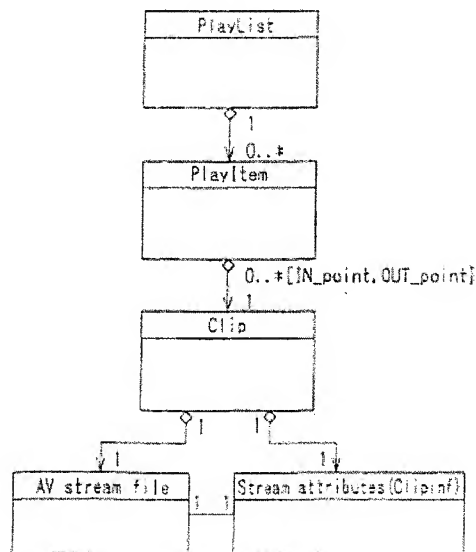 PlayList
1
0..*
PlayItem
0..*[IN_point,OUT_point]
1
Clip
1 1
1 1
AV stream file 1 1 Stream attributes(Clipinf)